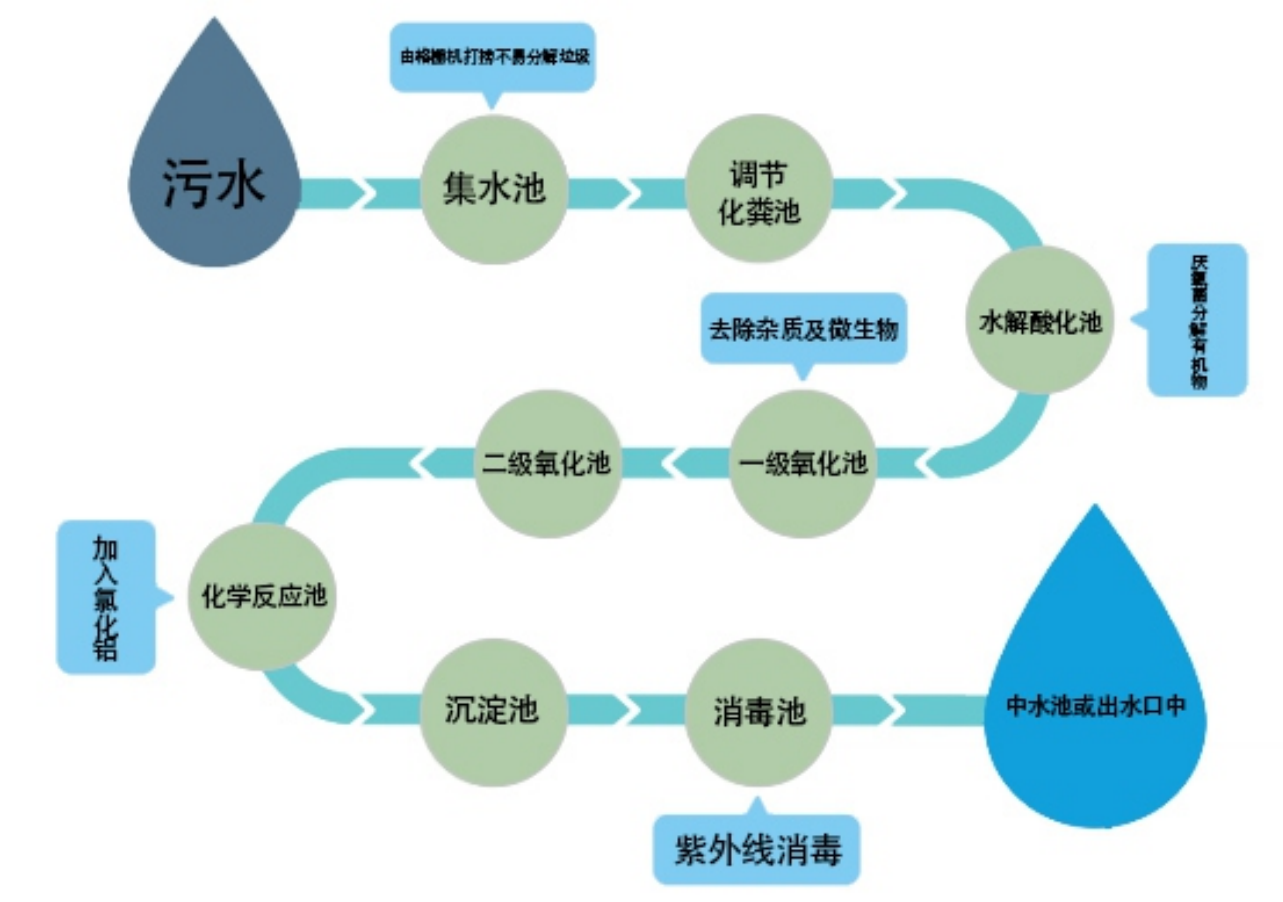 污水
由格栅机打捞不易分解垃圾
集水池
调节
化粪池
水解酸化池
厌氧菌分解有机物
去除杂质及微生物
一级氧化池
二级氧化池
化学反应池
加入氯化铝
沉淀池
消毒池
紫外线消毒
中水池或出水口中